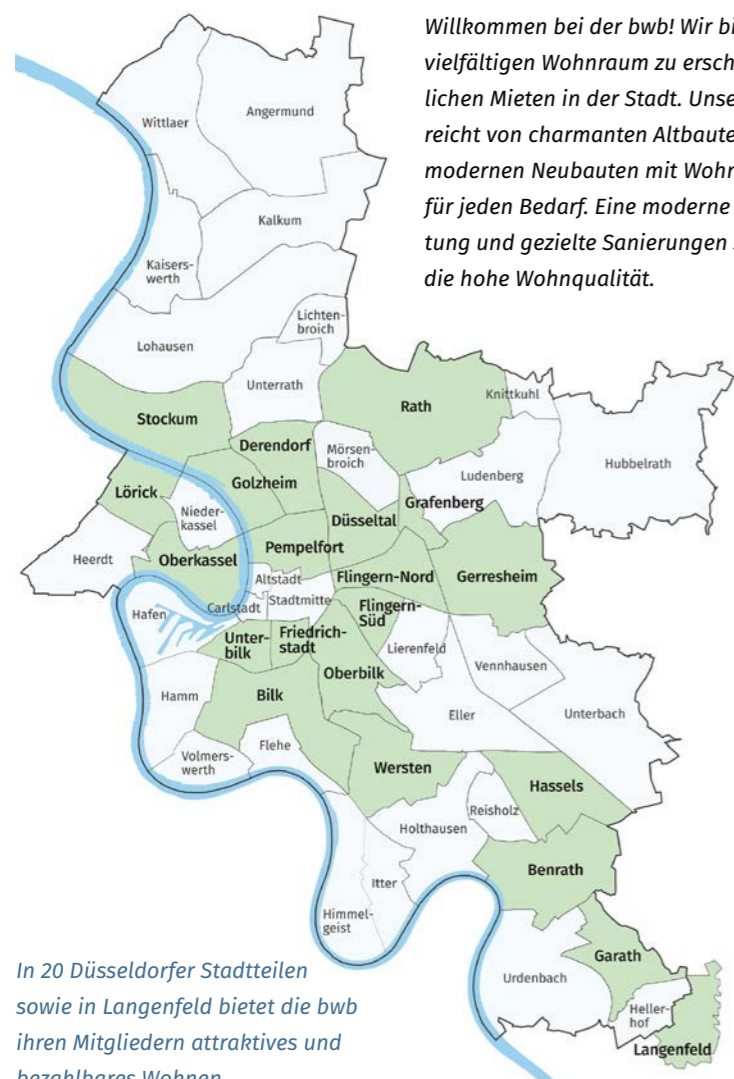 Willkommen bei der bwb! Wir bi
vielfältigen Wohnraum zu ersch
lichen Mieten in der Stadt. Unse
reicht von charmanten Altbaute
modernen Neubauten mit Wohn
für jeden Bedarf. Eine moderne
tung und gezielte Sanierungen s
die hohe Wohnqualität.
Wittlaer
Angermund
Kalkum
Kaisers-
werth
Lichten-
broich
Lohausen
Unterrath
Rath
Knittkuhl
Stockum
Derendorf
Mörsen-
broich
Hubbelrath
Ludenberg
Golzheim
Lörick
Grafenberg
Nieder-
kassel
Düsseltal
Pempelfort
Heerdt
Oberkassel
Altstadt
Flingern-Nord
Gerresheim
Carlstadt
Stadtmitte
Hafen
Flingern-
Süd
Unter-
bilk
Friedrich-
stadt
Lierenfeld
Vennhausen
Oberbilk
Hamm
Bilk
Eller
Unterbach
Flehe
Volmers-
werth
Wersten
Hassels
Reisholz
Holthausen
Benrath
Itter
Himmel-
geist
Garath
Urdenbach
Heller-
hof
Langenfeld
In 20 Düsseldorfer Stadtteilen
sowie in Langenfeld bietet die bwb
ihren Mitgliedern attraktives und
bezahlbares Wohnen